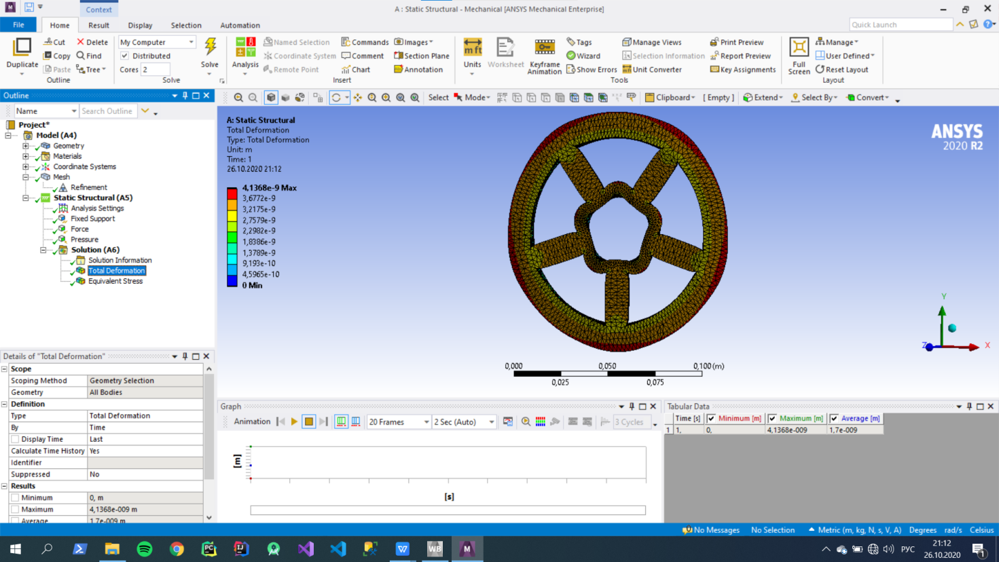 Context
A : Static Structural - Mechanical [ANSYS Mechanical Enterprise]
File Home Result Display Selection Automation
Quick Launch
Duplicate
Cut
Copy
Paste
Delete
Find
Tree
Outline
My Computer
Distributed
Cores 2
Solve
Solve
Analysis
Named Selection
Coordinate System
Remote Point
Commands
Comment
Chart
Images
Section Plane
Annotation
Insert
Units
Worksheet
Keyframe
Animation
Tags
Wizard
Show Errors
Manage Views
Selection Information
Unit Converter
Print Preview
Report Preview
Key Assignments
Tools
Full
Screen
Manage
User Defined
Reset Layout
Layout
Outline
Name Search Outline
Select Mode Clipboard [ Empty ] Extend Select By Convert
Project*
Model (A4)
Geometry
Materials
Coordinate Systems
Mesh
Refinement
Static Structural (A5)
Analysis Settings
Fixed Support
Force
Pressure
Solution (A6)
Solution Information
Total Deformation
Equivalent Stress
A: Static Structural
Total Deformation
Type: Total Deformation
Unit: m
Time: 1
26.10.2020 21:12
4,1368e-9 Max
3,6772e-9
3,2175e-9
2,7579e-9
2,2982e-9
1,8386e-9
1,3789e-9
9,193e-10
4,5965e-10
0 Min
ANSYS
2020 R2
Y
Z
X
0,000 0,050 0,100 (m)
0,025 0,075
Details of "Total Deformation"
Scope
Scoping Method Geometry Selection
Geometry All Bodies
Definition
Type Total Deformation
By Time
Display Time Last
Calculate Time History Yes
Identifier
Suppressed No
Results
Minimum 0, m
Maximum 4,1368e-009 m
Average 1,7e-009 m
Graph
Animation 20 Frames 2 Sec (Auto) 3 Cycles
[m]
[s]
Tabular Data
Time [s] Minimum [m] Maximum [m] Average [m]
1 1, 0, 4,1368e-009 1,7e-009
No Messages No Selection Metric (m, kg, N, s, V, A) Degrees rad/s Celsius
PC
IJ
W
WB
M
РУС
21:12
26.10.2020
1